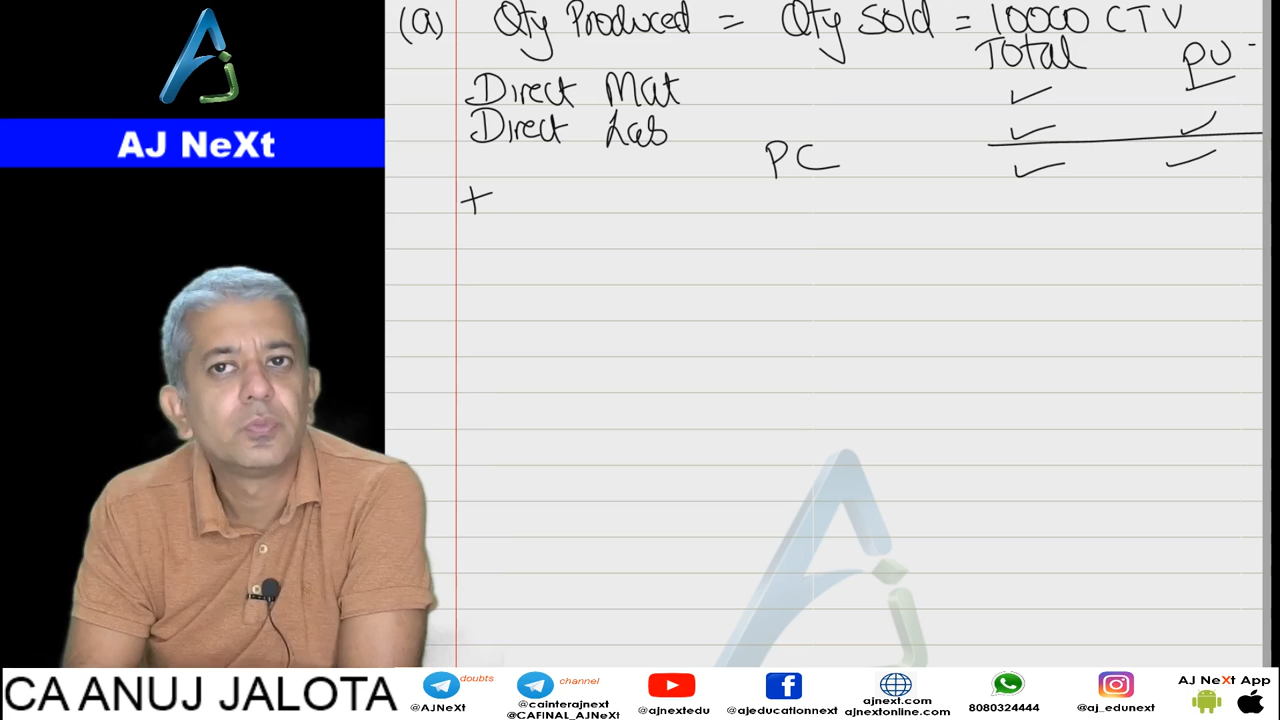 (a) Qty Produced = Qty Sold = 10000 CTV
Total PU
Direct Mat ✓
Direct Lab ✓ ✓
PC ✓ ✓
+
AJ NeXt
CA ANUJ JALOTA
doubts
@AJNeXt
channel
@cainterajnext
@CAFINAL_AJNeXt
@ajnextedu
@ajeducationnext
ajnext.com
ajnextonline.com
8080324444
@aj_edunext
AJ NeXt App